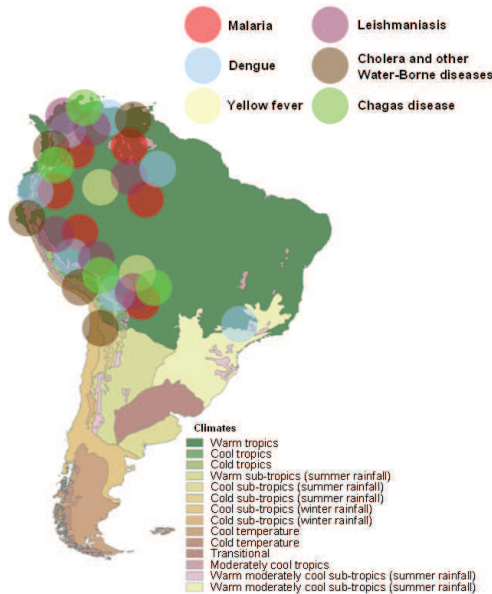 Malaria
Leishmaniasis
Dengue
Cholera and other
Water-Borne diseases
Yellow fever
Chagas disease
Climates
Warm tropics
Cool tropics
Cold tropics
Warm sub-tropics (summer rainfall)
Cool sub-tropics (summer rainfall)
Cold sub-tropics (summer rainfall)
Cool sub-tropics (winter rainfall)
Cold sub-tropics (winter rainfall)
Cool temperature
Cold temperature
Transitional
Moderately cool tropics
Warm moderately cool sub-tropics (summer rainfall)
Warm moderately cool sub-tropics (summer rainfall)